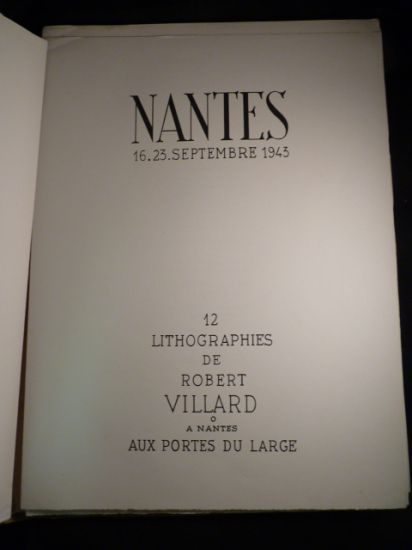 NANTES
16.23.SEPTEMBRE 1943
12
LITHOGRAPHIES
DE
ROBERT
VILLARD
O
A NANTES
AUX PORTES DU LARGE